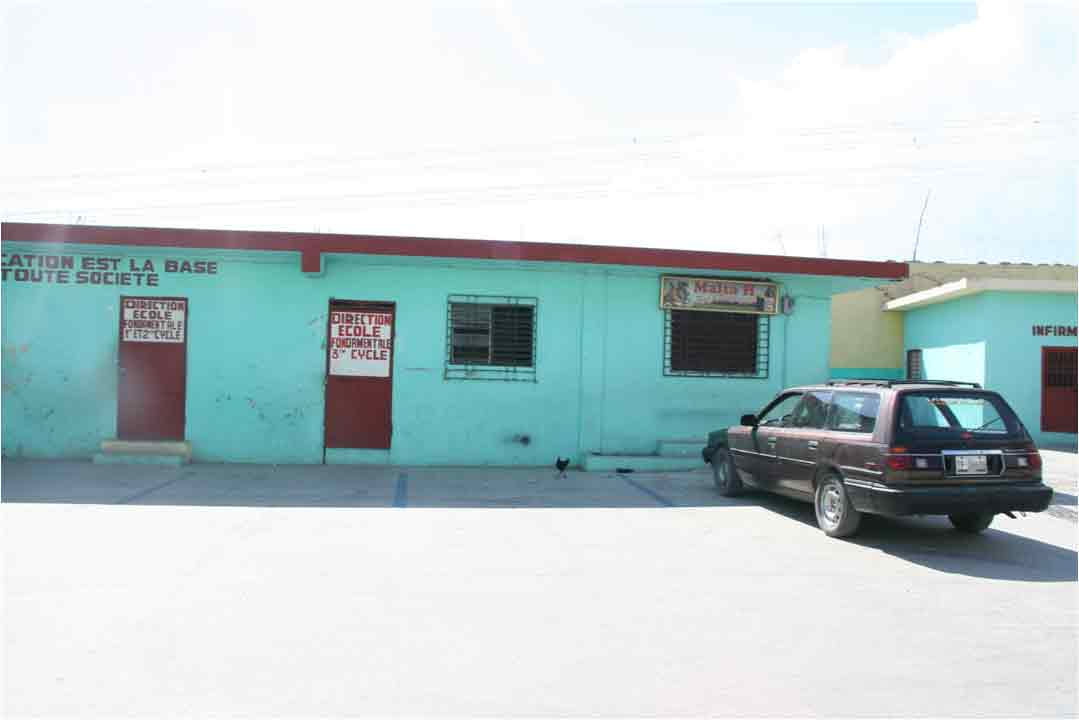 CATION EST LA BASE
TOUTE SOCIETE
DIRECTION
ECOLE
FONDAMENTALE
1er ET 2e CYCLE
DIRECTION
ECOLE
FONDAMENTALE
3me CYCLE
Malta H
INFIRM